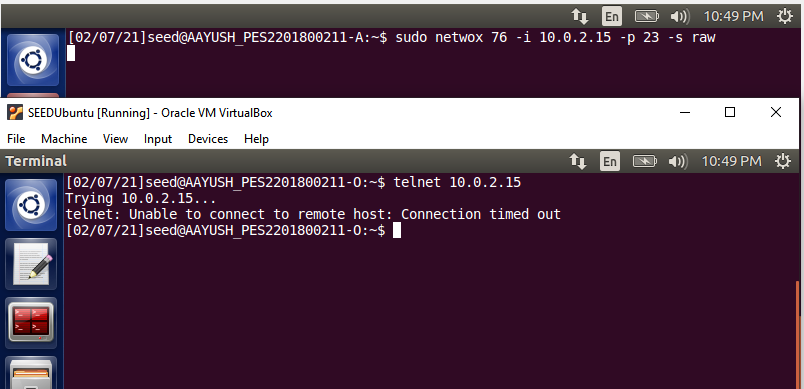 En 10:49 PM
[02/07/21]seed@AAYUSH_PES2201800211-A:~$ sudo netwox 76 -i 10.0.2.15 -p 23 -s raw
SEEDUbuntu [Running] - Oracle VM VirtualBox
File Machine View Input Devices Help
Terminal En 10:49 PM
[02/07/21]seed@AAYUSH_PES2201800211-O:~$ telnet 10.0.2.15
Trying 10.0.2.15...
telnet: Unable to connect to remote host: Connection timed out
[02/07/21]seed@AAYUSH_PES2201800211-O:~$